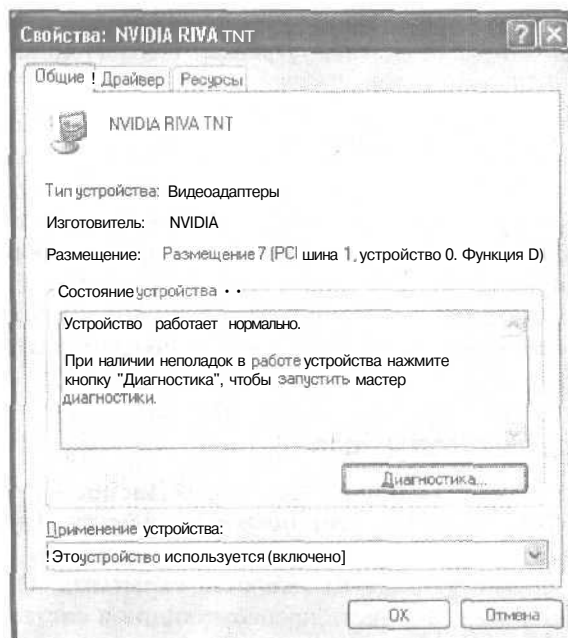 Свойства: NVIDIA RIVA TNT
Общие ! Драйвер Ресурсы
NVIDIA RIVA TNT
Тип устройства: Видеоадаптеры
Изготовитель: NVIDIA
Размещение: Размещение 7 (PCI шина 1, устройство 0. Функция D)
Состояние устройства • •
Устройство работает нормально.
При наличии неполадок в работе устройства нажмите
кнопку "Диагностика", чтобы запустить мастер
диагностики.
Диагностика...
Применение устройства:
! Это устройство используется (включено]
OX Отмена